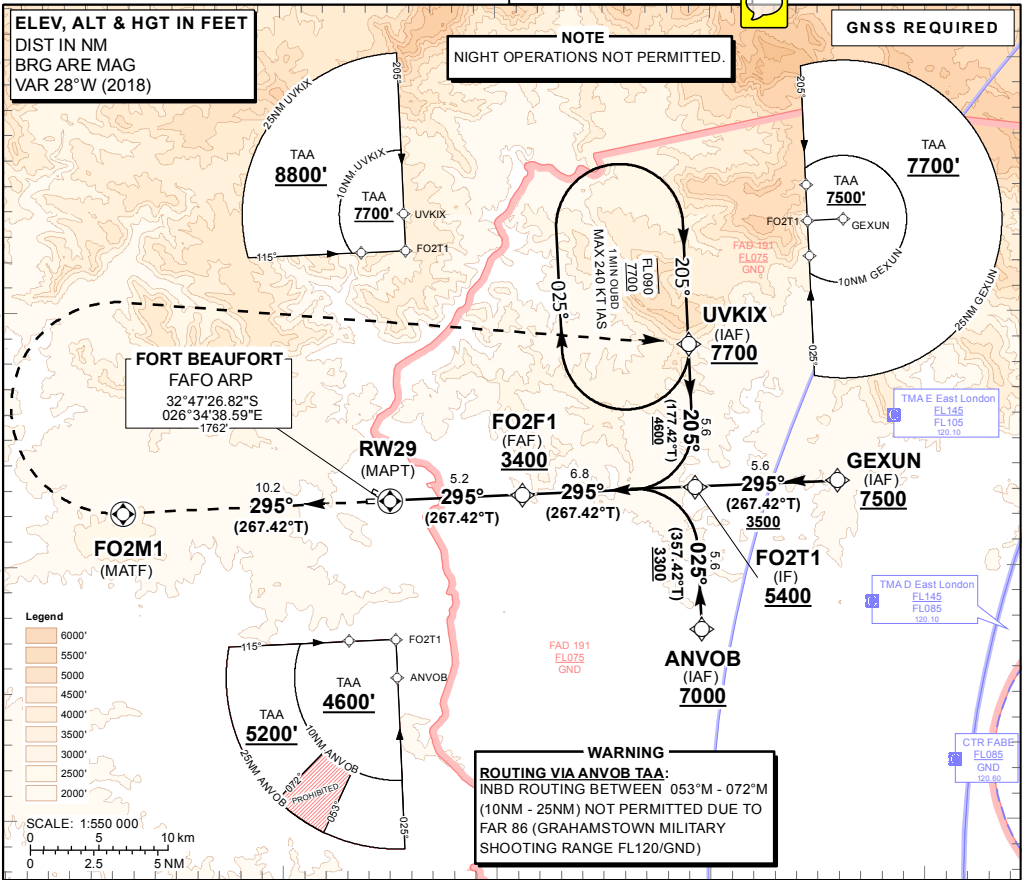 ELEV, ALT & HGT IN FEET
DIST IN NM
BRG ARE MAG
VAR 28°W (2018)
NOTE
NIGHT OPERATIONS NOT PERMITTED.
GNSS REQUIRED
205°
25NM UVKIX
TAA
8800'
10NM UVKIX
TAA
7700'
UVKIX
FO2T1
115°
205°
TAA
7700'
TAA
7500'
FO2T1
GEXUN
10NM GEXUN
25NM GEXUN
025°
FAD 191
FL075
GND
FL090
7700
1 MIN OUBD
MAX 240 KT IAS
205°
025°
UVKIX
(IAF)
7700
FORT BEAUFORT
FAFO ARP
32°47'26.82"S
026°34'38.59"E
1762'
TMA E East London
FL145
FL105
120.10
5.6
205°
(177.42°T)
4600
FO2F1
(FAF)
3400
RW29
(MAPT)
GEXUN
(IAF)
7500
10.2
295°
(267.42°T)
5.2
295°
(267.42°T)
6.8
295°
(267.42°T)
5.6
295°
(267.42°T)
3500
FO2M1
(MATF)
FO2T1
(IF)
5400
5.6
025°
(357.42°T)
3300
TMA D East London
FL145
FL085
120.10
ANVOB
(IAF)
7000
FAD 191
FL075
GND
Legend
6000'
5500'
5000
4500'
4000'
3500'
3000'
2500'
2000'
115°
FO2T1
ANVOB
TAA
4600'
TAA
5200'
10NM ANVOB
25NM ANVOB
072°
PROHIBITED
053°
025°
CTR FABE
FL085
GND
120.60
WARNING
ROUTING VIA ANVOB TAA:
INBD ROUTING BETWEEN 053°M - 072°M
(10NM - 25NM) NOT PERMITTED DUE TO
FAR 86 (GRAHAMSTOWN MILITARY
SHOOTING RANGE FL120/GND)
SCALE: 1:550 000
0 5 10 km
0 2.5 5 NM